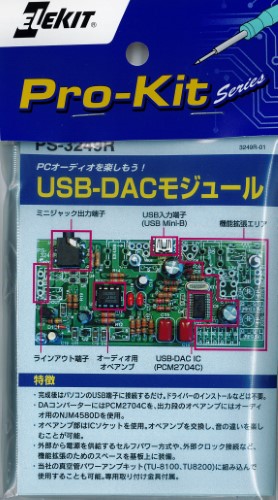 ELEKIT®
Pro-Kit
Series
PS-3249R
3249R-01
PCオーディオを楽しもう！
USB-DACモジュール
ミニジャック出力端子
USB入力端子
(USB Mini-B)
機能拡張エリア
ラインアウト端子
オーディオ用
オペアンプ
USB-DAC IC
(PCM2704C)
特徴
・完成後はパソコンのUSB端子に接続するだけ。ドライバーのインストールなどは不要。
・DAコンバーターにはPCM2704Cを、出力段のオペアンプにはオーディオ
用のNJM4580Dを使用。
・オペアンプ部はICソケットを使用。オペアンプを交換し、音の違いを楽し
むことが可能。
・外部から電源を供給するセルフパワー方式や、外部クロック接続など、
機能拡張のためのスペースを基板上に装備。
・当社の真空管パワーアンプキット(TU-8100、TU8200)に組み込んで
使用することも可能。専用取り付け金具付属。